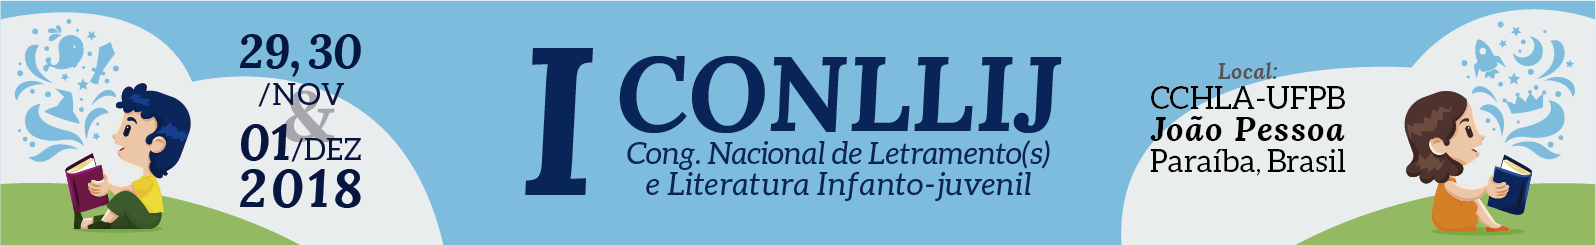 29, 30
/NOV
&
01/DEZ
2018
I CONLLIJ
Cong. Nacional de Letramento(s)
e Literatura Infanto-juvenil
Local:
CCHLA-UFPB
João Pessoa
Paraíba, Brasil